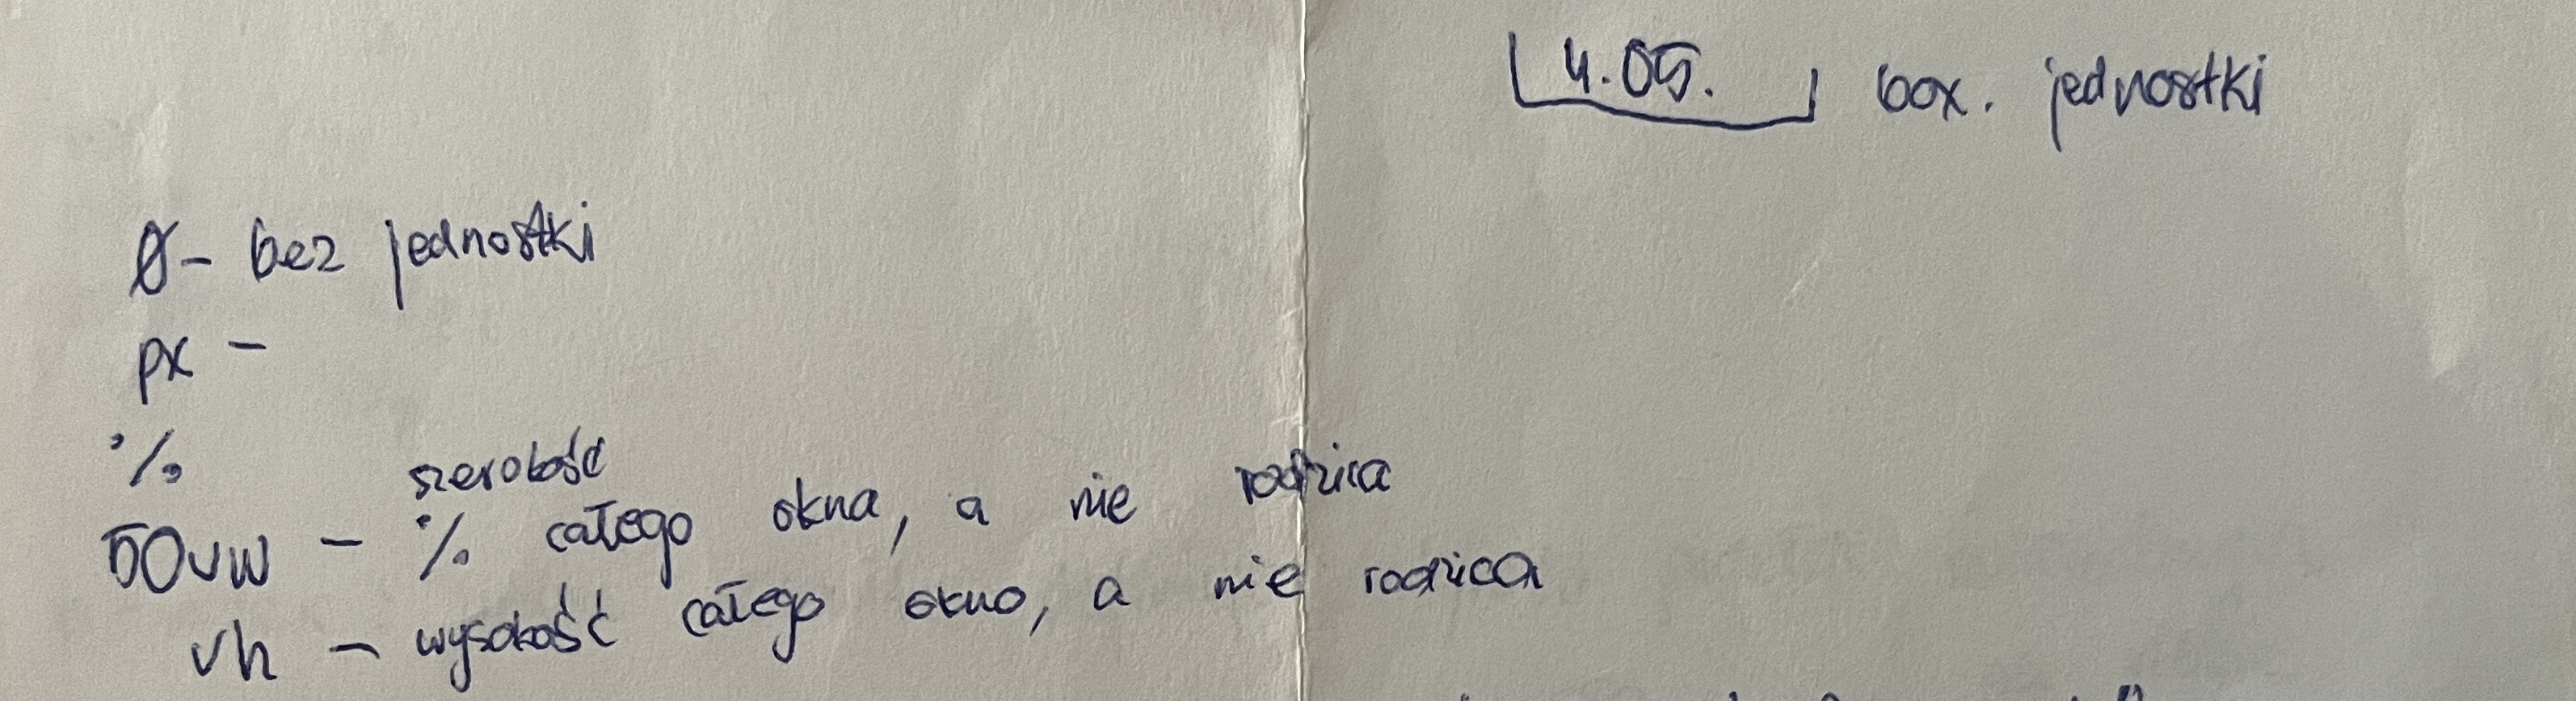 4.05. box. jednostki
Ø - bez jednostki
px -
%
szerokość
50vw - % całego okna, a nie rodzica
vh - wysokość całego okno, a nie rodzica